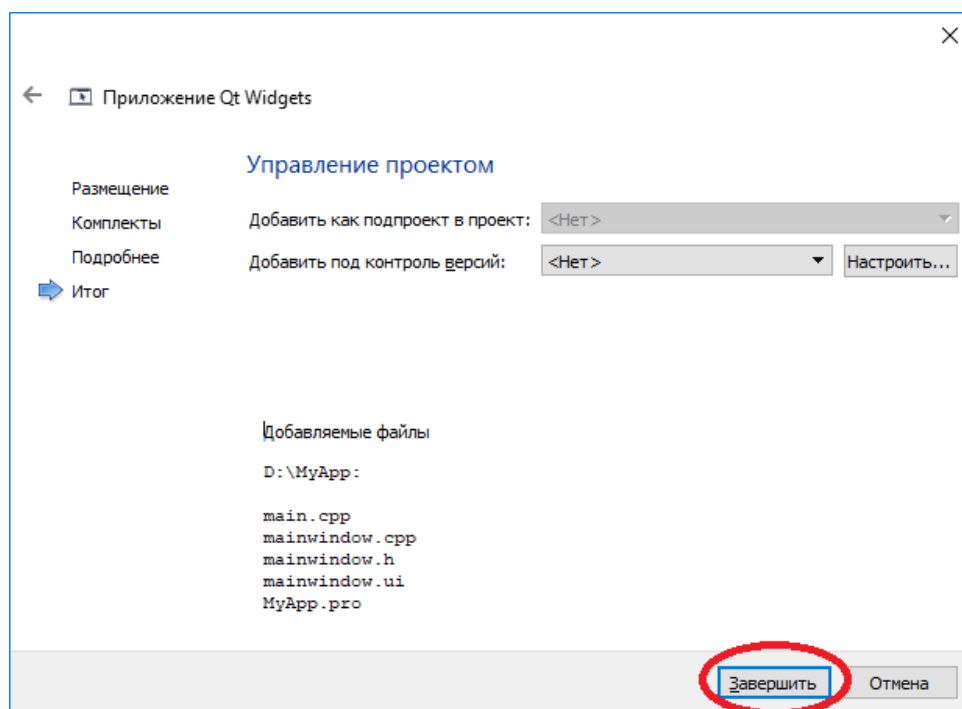 Приложение Qt Widgets
Управление проектом
Размещение
Комплекты
Подробнее
Итог
Добавить как подпроект в проект: <Нет>
Добавить под контроль версий: <Нет> Настроить...
Добавляемые файлы
D:\MyApp:
main.cpp
mainwindow.cpp
mainwindow.h
mainwindow.ui
MyApp.pro
Завершить Отмена